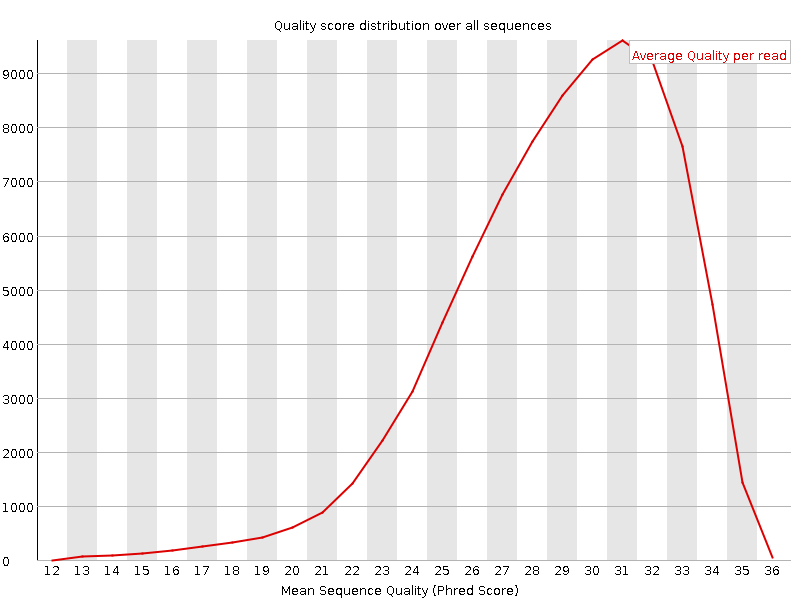 Quality score distribution over all sequences
Average Quality per read
9000
8000
7000
6000
5000
4000
3000
2000
1000
0
12 13 14 15 16 17 18 19 20 21 22 23 24 25 26 27 28 29 30 31 32 33 34 35 36
Mean Sequence Quality (Phred Score)